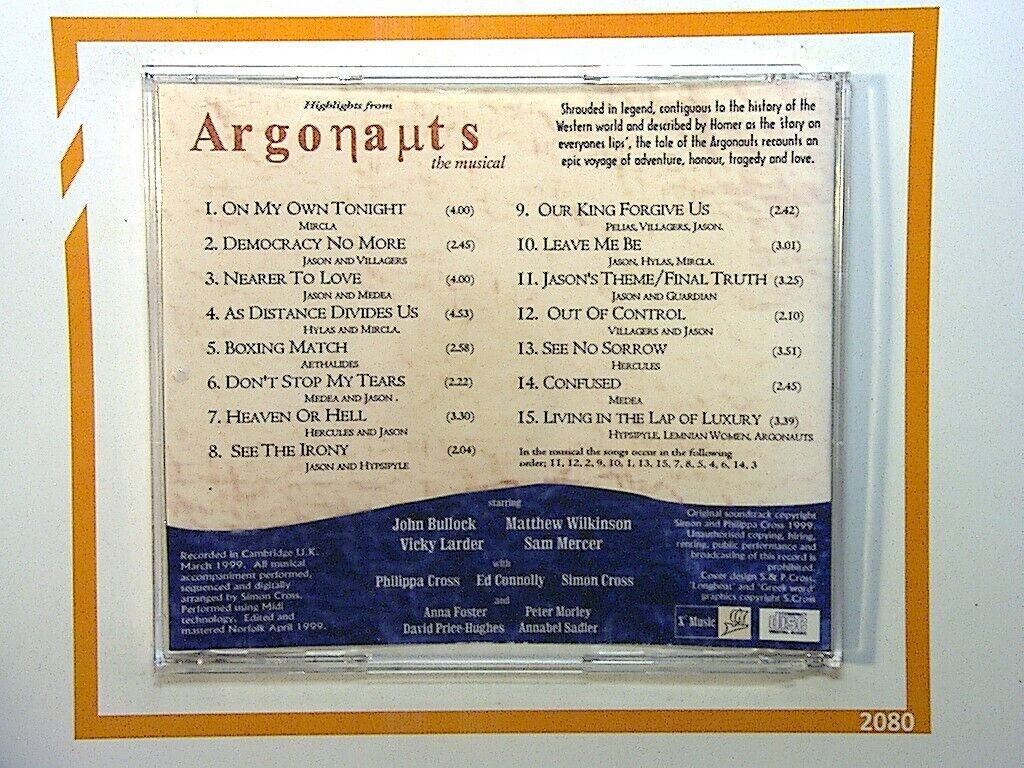 Highlights from
Argoηauts
the musical
Shrouded in legend, contiguous to the history of the
Western world and described by Homer as the 'story on
everyones lips', the tale of the Argonauts recounts an
epic voyage of adventure, honour, tragedy and love.
1. ON MY OWN TONIGHT (4.00)
MIRCLA
2. DEMOCRACY NO MORE (2.45)
JASON AND VILLAGERS
3. NEARER TO LOVE (4.00)
JASON AND MEDEA
4. AS DISTANCE DIVIDES US (4.53)
HYLAS AND MIRCLA.
5. BOXING MATCH (2.58)
AETHALIDES
6. DON'T STOP MY TEARS (2.22)
MEDEA AND JASON .
7. HEAVEN OR HELL (3.30)
HERCULES AND JASON
8. SEE THE IRONY (2.04)
JASON AND HYPSIPYLE
9. OUR KING FORGIVE US (2.42)
PELIAS, VILLAGERS, JASON.
10. LEAVE ME BE (3.01)
JASON, HYLAS, MIRCLA.
11. JASON'S THEME/FINAL TRUTH (3.25)
JASON AND GUARDIAN
12. OUT OF CONTROL (2.10)
VILLAGERS AND JASON
13. SEE NO SORROW (3.51)
HERCULES
14. CONFUSED (2.45)
MEDEA
15. LIVING IN THE LAP OF LUXURY (3.39)
HYPSIPYLE, LEMNIAN WOMEN, ARGONAUTS
In the musical the songs occur in the following
order; 11, 12, 2, 9, 10, 1, 13, 15, 7, 8, 5, 4, 6, 14, 3
starring
John Bullock Matthew Wilkinson
Vicky Larder Sam Mercer
with
Philippa Cross Ed Connolly Simon Cross
and
Anna Foster Peter Morley
David Price-Hughes Annabel Sadler
Recorded in Cambridge U.K.
March 1999. All musical
accompaniment performed,
sequenced and digitally
arranged by Simon Cross.
Performed using Midi
technology. Edited and
mastered Norfolk April 1999.
Original soundtrack copyright
Simon and Philippa Cross 1999.
Unauthorised copying, hiring,
renting, public performance and
broadcasting of this record is
prohibited.
Cover design S.& P.Cross,
'Longboat' and 'Greek word'
graphics copyright S.Cross
X Music
COMPACT disc
DIGITAL AUDIO
2080